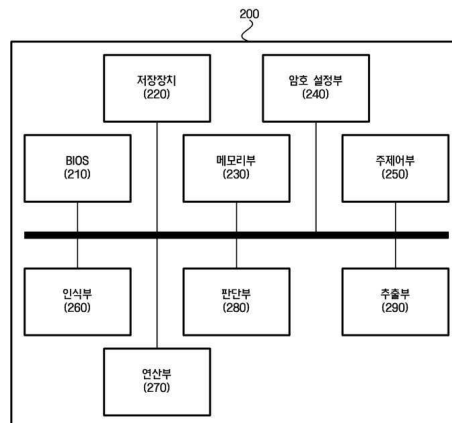 200
저장장치
(220)
암호 설정부
(240)
BIOS
(210)
메모리부
(230)
주제어부
(250)
인식부
(260)
판단부
(280)
추출부
(290)
연산부
(270)